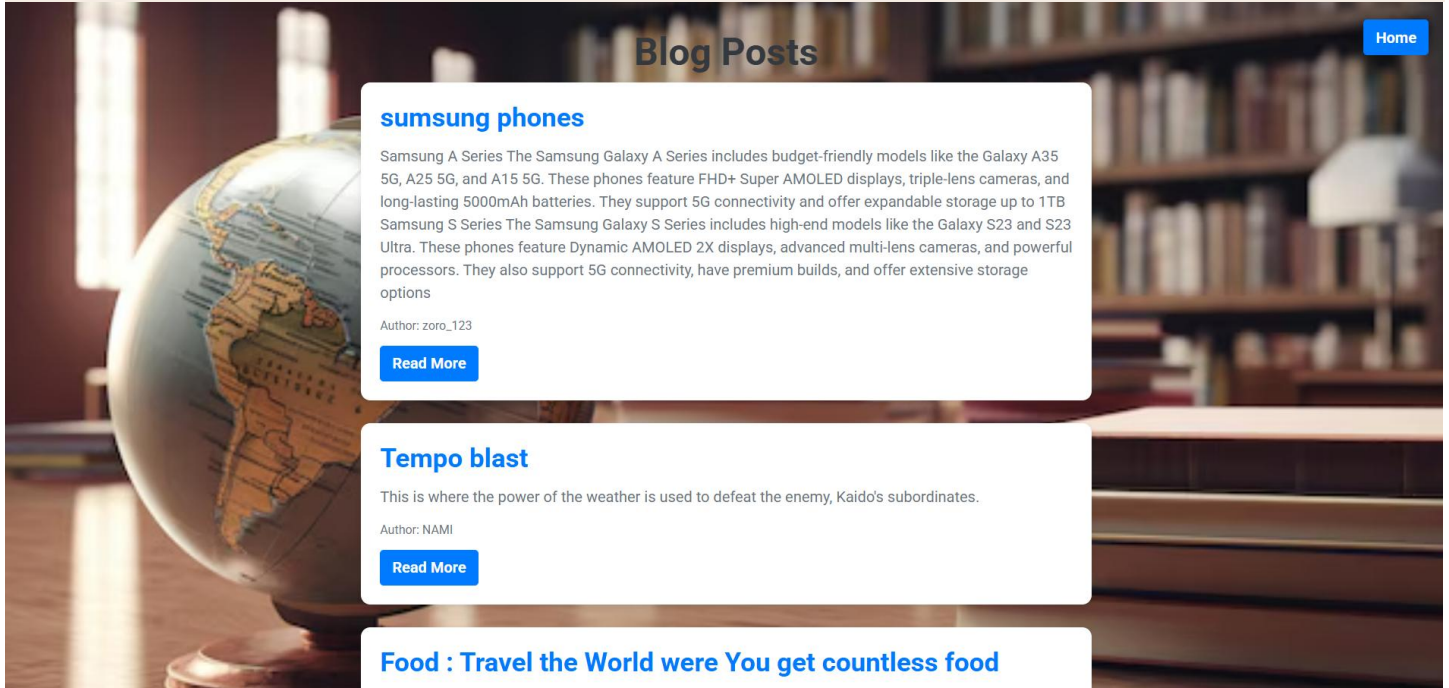 Home
Blog Posts
sumsung phones
Samsung A Series The Samsung Galaxy A Series includes budget-friendly models like the Galaxy A35
5G, A25 5G, and A15 5G. These phones feature FHD+ Super AMOLED displays, triple-lens cameras, and
long-lasting 5000mAh batteries. They support 5G connectivity and offer expandable storage up to 1TB
Samsung S Series The Samsung Galaxy S Series includes high-end models like the Galaxy S23 and S23
Ultra. These phones feature Dynamic AMOLED 2X displays, advanced multi-lens cameras, and powerful
processors. They also support 5G connectivity, have premium builds, and offer extensive storage
options
Author: zoro_123
Read More
Tempo blast
This is where the power of the weather is used to defeat the enemy, Kaido's subordinates.
Author: NAMI
Read More
Food : Travel the World were You get countless food